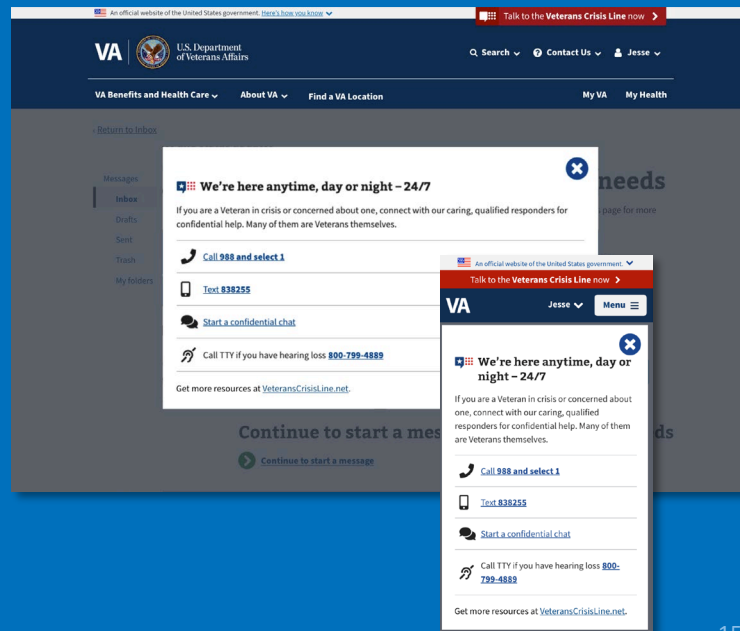 An official website of the United States government. Here's how you know
Talk to the Veterans Crisis Line now
VA
U.S. Department
of Veterans Affairs
Search
Contact Us
Jesse
VA Benefits and Health Care
About VA
Find a VA Location
My VA
My Health
‹ Return to Inbox
Messages
Inbox
Drafts
Sent
Trash
My folders
needs
page for more
We're here anytime, day or night – 24/7
If you are a Veteran in crisis or concerned about one, connect with our caring, qualified responders for
confidential help. Many of them are Veterans themselves.
Call 988 and select 1
Text 838255
Start a confidential chat
Call TTY if you have hearing loss 800-799-4889
Get more resources at VeteransCrisisLine.net.
Continue to start a mes
ds
Continue to start a message
An official website of the United States government.
Talk to the Veterans Crisis Line now
VA
Jesse
Menu
We're here anytime, day or
night – 24/7
If you are a Veteran in crisis or concerned about
one, connect with our caring, qualified
responders for confidential help. Many of them
are Veterans themselves.
Call 988 and select 1
Text 838255
Start a confidential chat
Call TTY if you have hearing loss 800-
799-4889
Get more resources at VeteransCrisisLine.net.